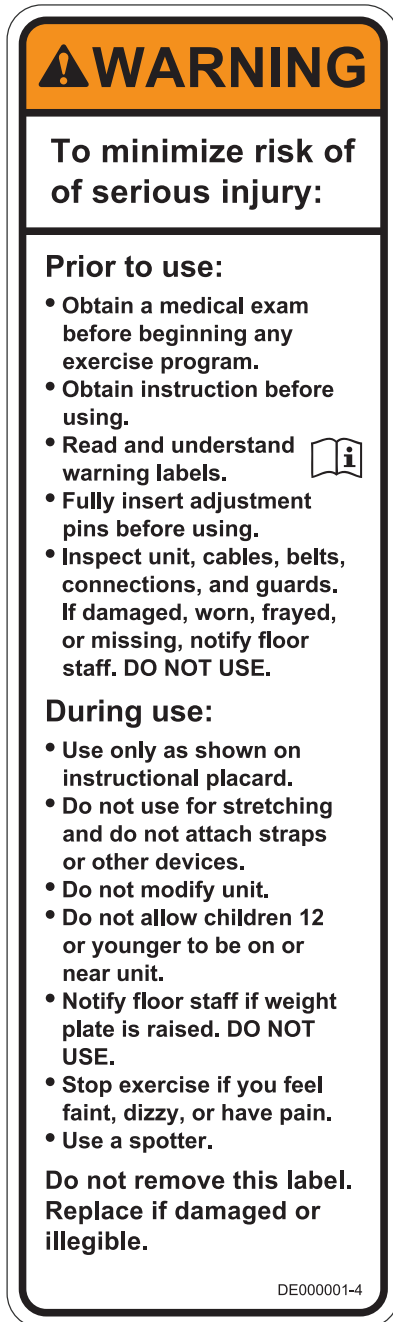 WARNING
To minimize risk of
of serious injury:
Prior to use:
• Obtain a medical exam
before beginning any
exercise program.
• Obtain instruction before
using.
• Read and understand
warning labels.
• Fully insert adjustment
pins before using.
• Inspect unit, cables, belts,
connections, and guards.
If damaged, worn, frayed,
or missing, notify floor
staff. DO NOT USE.
During use:
• Use only as shown on
instructional placard.
• Do not use for stretching
and do not attach straps
or other devices.
• Do not modify unit.
• Do not allow children 12
or younger to be on or
near unit.
• Notify floor staff if weight
plate is raised. DO NOT
USE.
• Stop exercise if you feel
faint, dizzy, or have pain.
• Use a spotter.
Do not remove this label.
Replace if damaged or
illegible.
DE000001-4